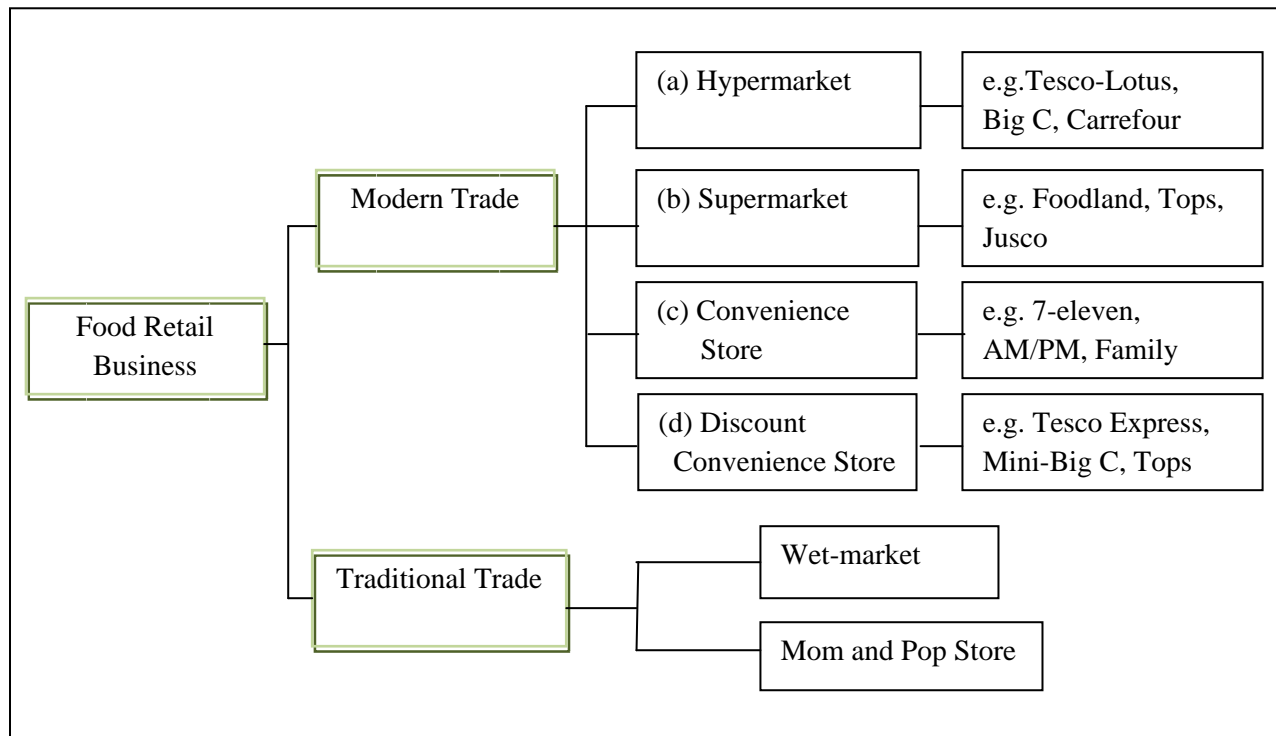 (a) Hypermarket
e.g.Tesco-Lotus,
Big C, Carrefour
Modern Trade
(b) Supermarket
e.g. Foodland, Tops,
Jusco
Food Retail
Business
(c) Convenience
Store
e.g. 7-eleven,
AM/PM, Family
(d) Discount
Convenience Store
e.g. Tesco Express,
Mini-Big C, Tops
Traditional Trade
Wet-market
Mom and Pop Store